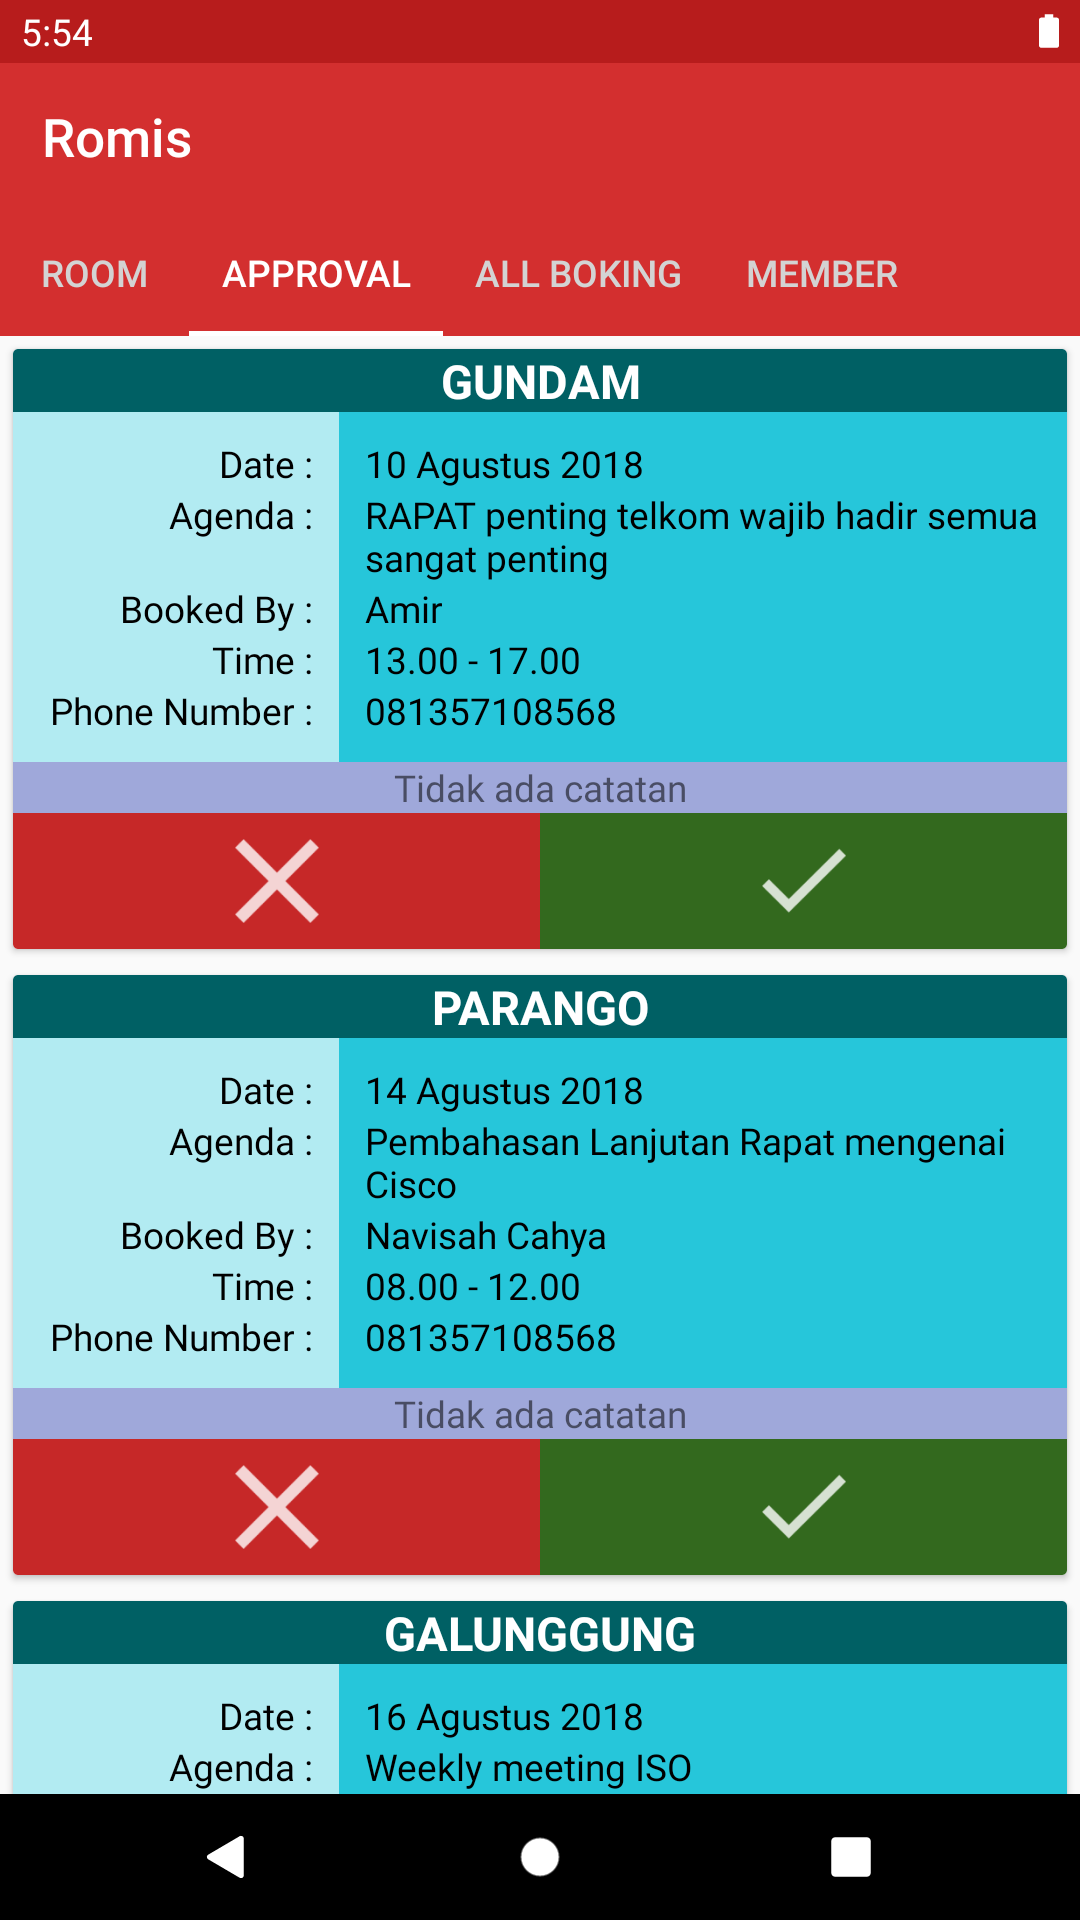 5:54
Romis
ROOM APPROVAL ALL BOKING MEMBER
GUNDAM
Date : 10 Agustus 2018
Agenda : RAPAT penting telkom wajib hadir semua
sangat penting
Booked By : Amir
Time : 13.00 - 17.00
Phone Number : 081357108568
Tidak ada catatan
PARANGO
Date : 14 Agustus 2018
Agenda : Pembahasan Lanjutan Rapat mengenai
Cisco
Booked By : Navisah Cahya
Time : 08.00 - 12.00
Phone Number : 081357108568
Tidak ada catatan
GALUNGGUNG
Date : 16 Agustus 2018
Agenda : Weekly meeting ISO